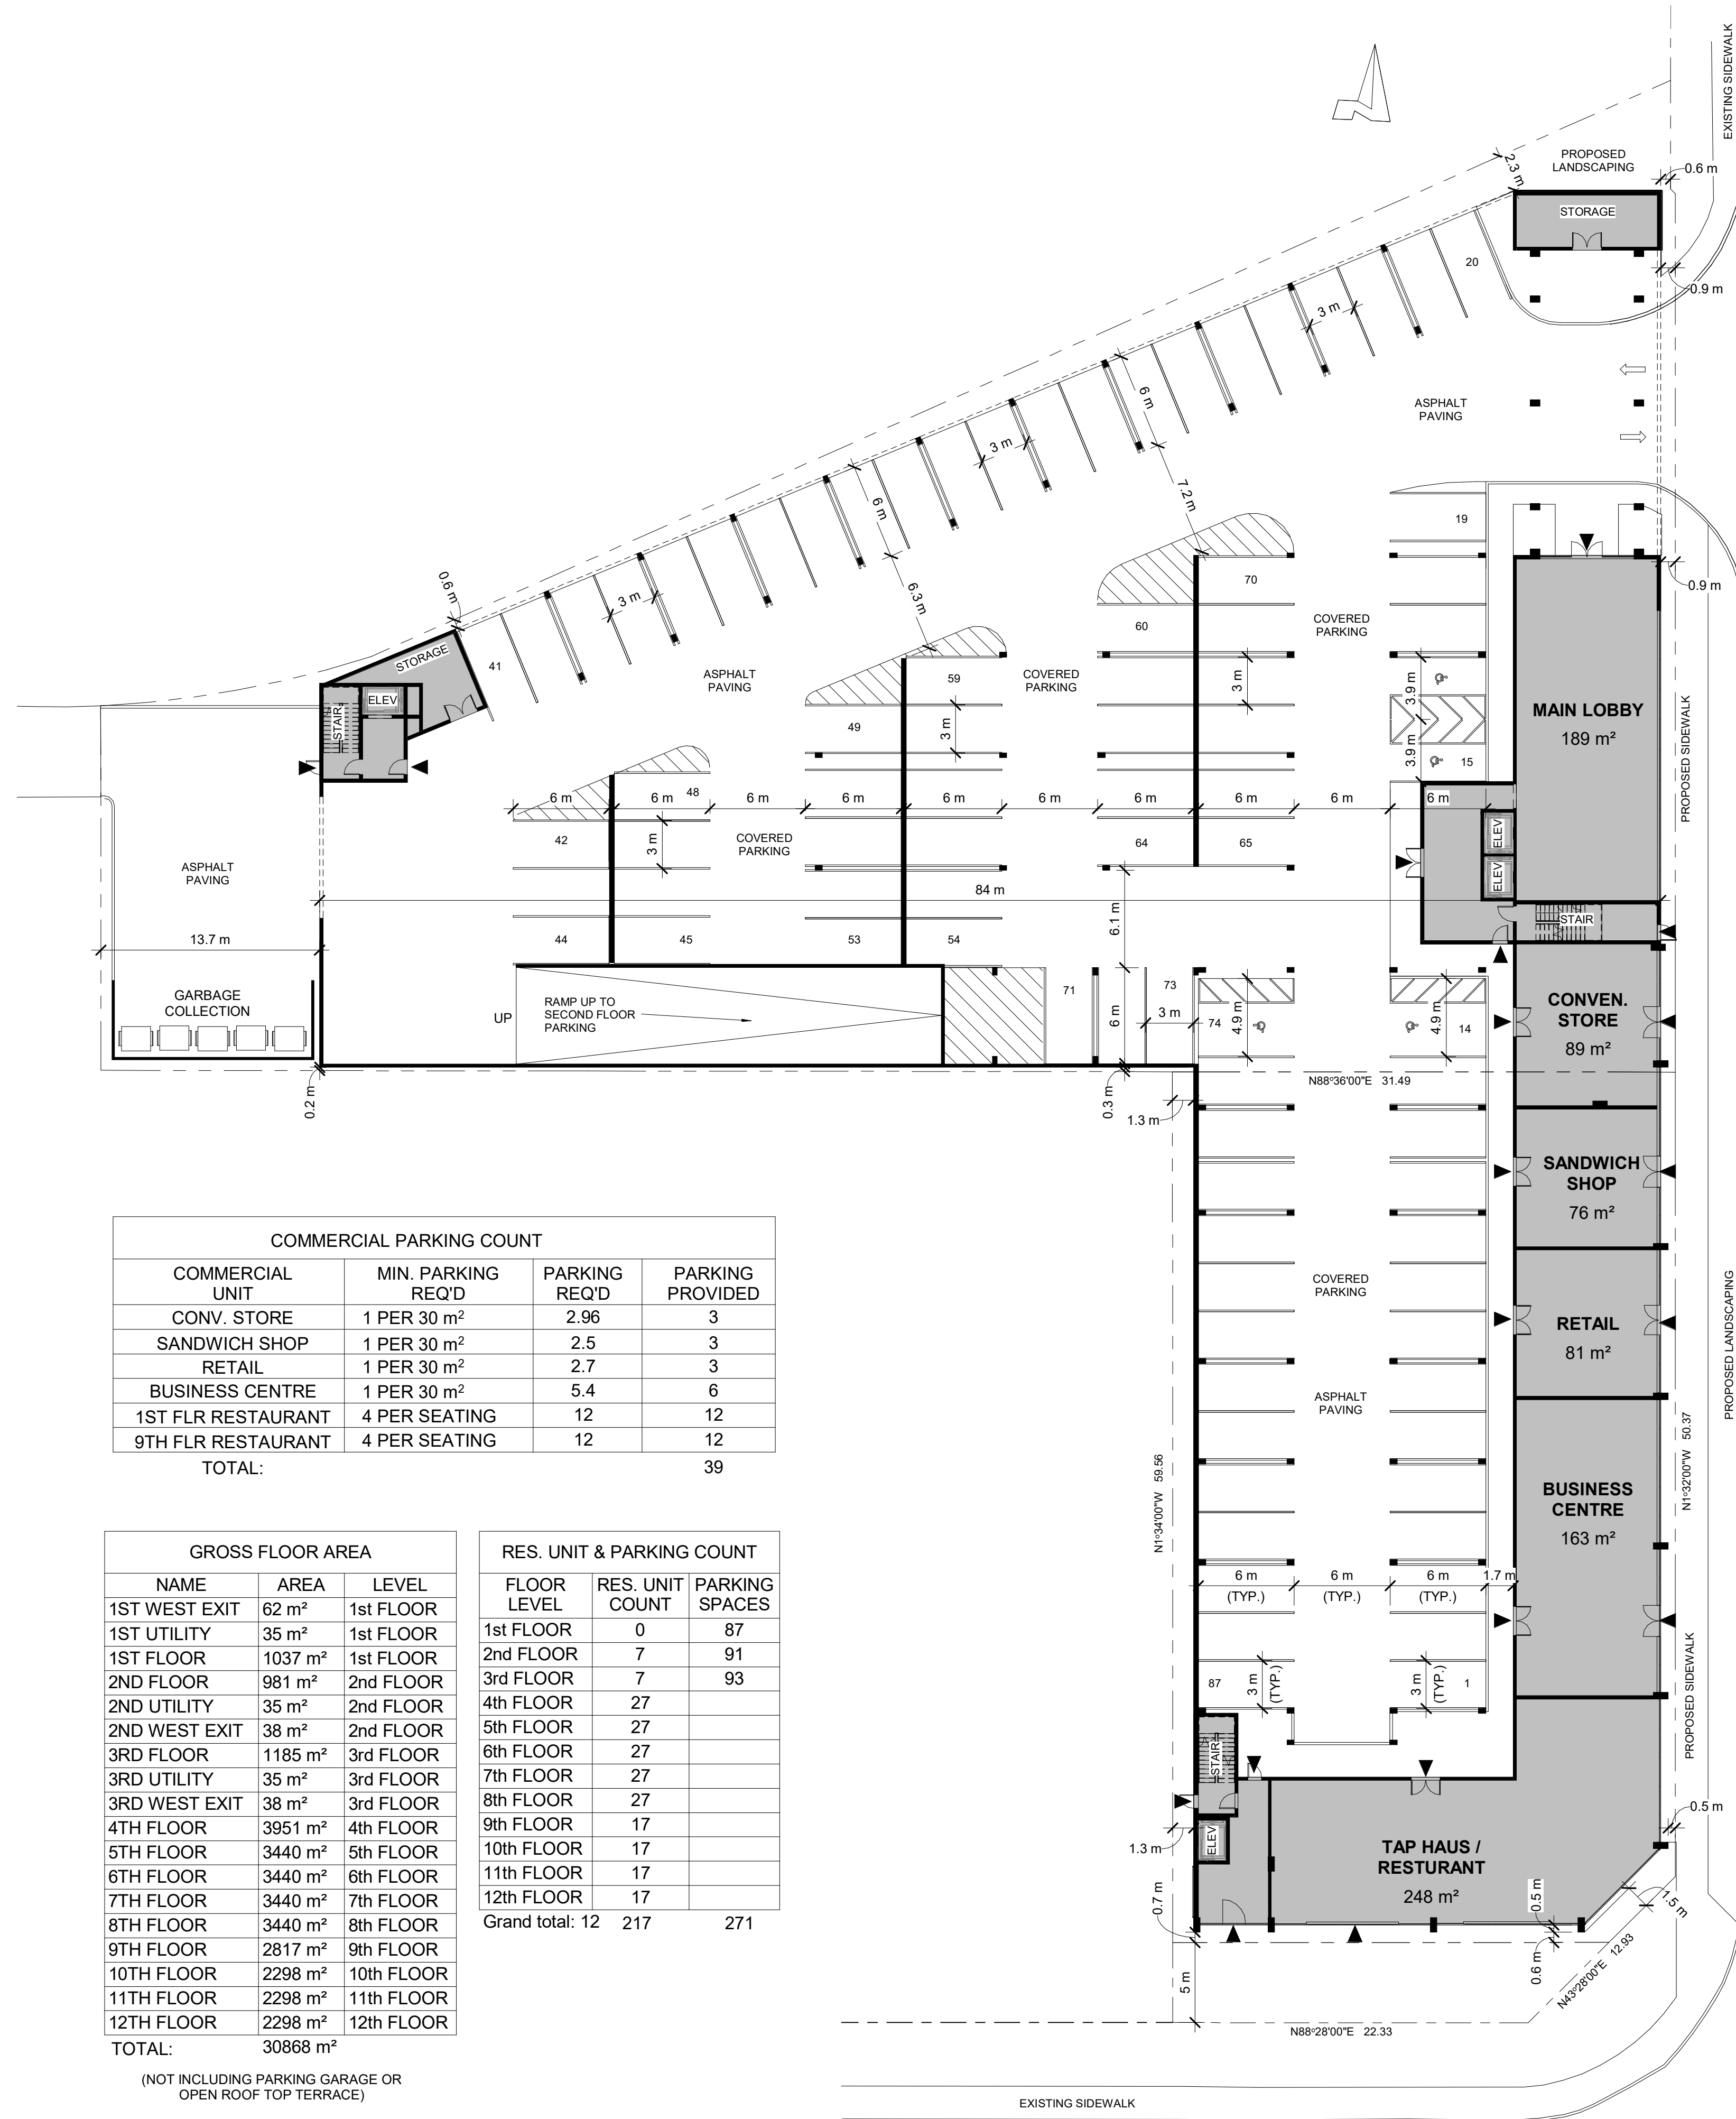 EXISTING SIDEWALK
PROPOSED
LANDSCAPING
0.6 m
2.3 m
STORAGE
20
0.9 m
3 m
ASPHALT
PAVING
6 m
3 m
6 m
7.2 m
19
0.6 m
3 m
6.3 m
70
0.9 m
COVERED
PARKING
60
STORAGE
41
ASPHALT
PAVING
COVERED
PARKING
59
3 m
3.9 m
ELEV
STAIR
49
3 m
MAIN LOBBY
189 m²
PROPOSED SIDEWALK
3.9 m
15
6 m
6 m
48
6 m
6 m
6 m
6 m
6 m
6 m
6 m
6 m
42
3 m
COVERED
PARKING
64
65
ELEV
ELEV
ASPHALT
PAVING
84 m
STAIR
13.7 m
44
45
53
54
6.1 m
GARBAGE
COLLECTION
UP
RAMP UP TO
SECOND FLOOR
PARKING
71
6 m
73
3 m
74
4.9 m
4.9 m
14
CONVEN.
STORE
89 m²
0.2 m
0.3 m
1.3 m
N88°36'00"E 31.49
SANDWICH
SHOP
76 m²
COVERED
PARKING
RETAIL
81 m²
PROPOSED LANDSCAPING
ASPHALT
PAVING
N1°34'00"W 59.56
N1°32'00"W 50.37
BUSINESS
CENTRE
163 m²
6 m
(TYP.)
6 m
(TYP.)
6 m
(TYP.)
1.7 m
87
3 m
(TYP.)
3 m
(TYP.)
1
PROPOSED SIDEWALK
STAIR
ELEV
1.3 m
0.5 m
TAP HAUS /
RESTURANT
248 m²
0.7 m
0.5 m
1.5 m
0.6 m
5 m
N43°28'00"E 12.93
N88°28'00"E 22.33
EXISTING SIDEWALK
COMMERCIAL PARKING COUNT
COMMERCIAL UNIT MIN. PARKING REQ'D PARKING REQ'D PARKING PROVIDED
CONV. STORE 1 PER 30 m² 2.96 3
SANDWICH SHOP 1 PER 30 m² 2.5 3
RETAIL 1 PER 30 m² 2.7 3
BUSINESS CENTRE 1 PER 30 m² 5.4 6
1ST FLR RESTAURANT 4 PER SEATING 12 12
9TH FLR RESTAURANT 4 PER SEATING 12 12
TOTAL: 39
GROSS FLOOR AREA
NAME AREA LEVEL
1ST WEST EXIT 62 m² 1st FLOOR
1ST UTILITY 35 m² 1st FLOOR
1ST FLOOR 1037 m² 1st FLOOR
2ND FLOOR 981 m² 2nd FLOOR
2ND UTILITY 35 m² 2nd FLOOR
2ND WEST EXIT 38 m² 2nd FLOOR
3RD FLOOR 1185 m² 3rd FLOOR
3RD UTILITY 35 m² 3rd FLOOR
3RD WEST EXIT 38 m² 3rd FLOOR
4TH FLOOR 3951 m² 4th FLOOR
5TH FLOOR 3440 m² 5th FLOOR
6TH FLOOR 3440 m² 6th FLOOR
7TH FLOOR 3440 m² 7th FLOOR
8TH FLOOR 3440 m² 8th FLOOR
9TH FLOOR 2817 m² 9th FLOOR
10TH FLOOR 2298 m² 10th FLOOR
11TH FLOOR 2298 m² 11th FLOOR
12TH FLOOR 2298 m² 12th FLOOR
TOTAL: 30868 m²
(NOT INCLUDING PARKING GARAGE OR
OPEN ROOF TOP TERRACE)
RES. UNIT & PARKING COUNT
FLOOR LEVEL RES. UNIT COUNT PARKING SPACES
1st FLOOR 0 87
2nd FLOOR 7 91
3rd FLOOR 7 93
4th FLOOR 27
5th FLOOR 27
6th FLOOR 27
7th FLOOR 27
8th FLOOR 27
9th FLOOR 17
10th FLOOR 17
11th FLOOR 17
12th FLOOR 17
Grand total: 12 217 271